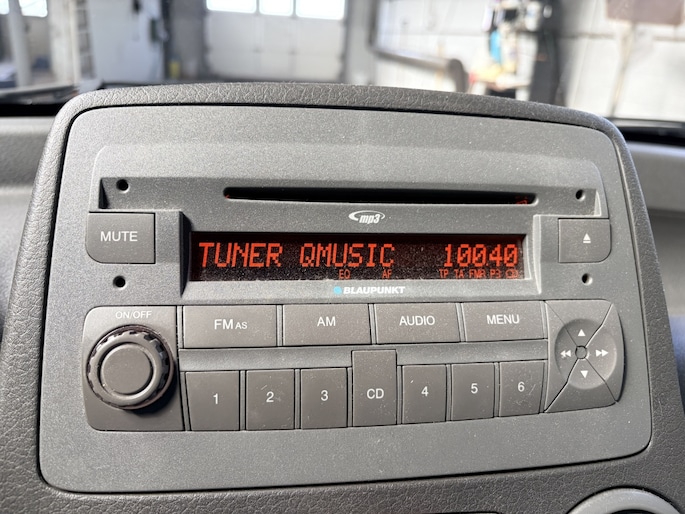 mp3
MUTE
TUNER QMUSIC 10040
EQ AF TP TA FMR P3 CD
BLAUPUNKT
ON/OFF
FM AS AM AUDIO MENU
1 2 3 CD 4 5 6